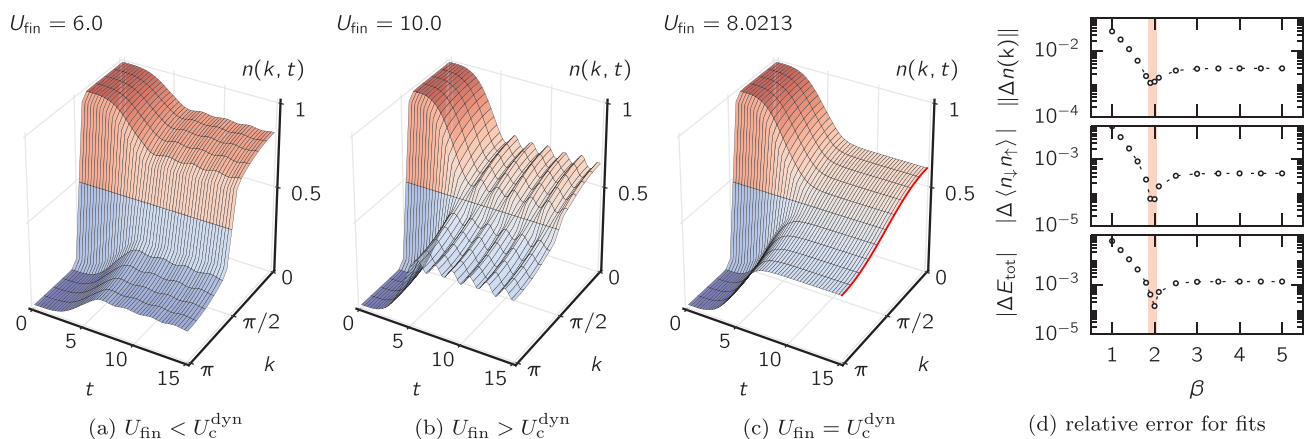 U_fin = 6.0
n(k, t)
1
0.5
0
0
5
10
15
t
π
π/2
k
(a) U_fin < U_c^dyn
U_fin = 10.0
n(k, t)
1
0.5
0
0
5
10
15
t
π
π/2
k
(b) U_fin > U_c^dyn
U_fin = 8.0213
n(k, t)
1
0.5
0
0
5
10
15
t
π
π/2
k
(c) U_fin = U_c^dyn
||Δn(k)||
10^-2
10^-4
|Δ ⟨n↓n↑⟩ |
10^-3
10^-5
|ΔE_tot|
10^-3
10^-5
1 2 3 4 5
β
(d) relative error for fits